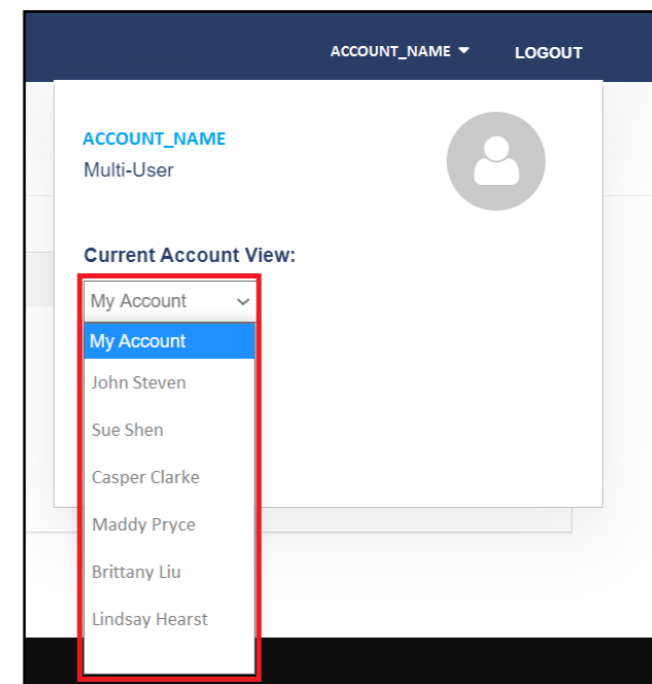 ACCOUNT_NAME LOGOUT
ACCOUNT_NAME
Multi-User
Current Account View:
My Account
My Account
John Steven
Sue Shen
Casper Clarke
Maddy Pryce
Brittany Liu
Lindsay Hearst